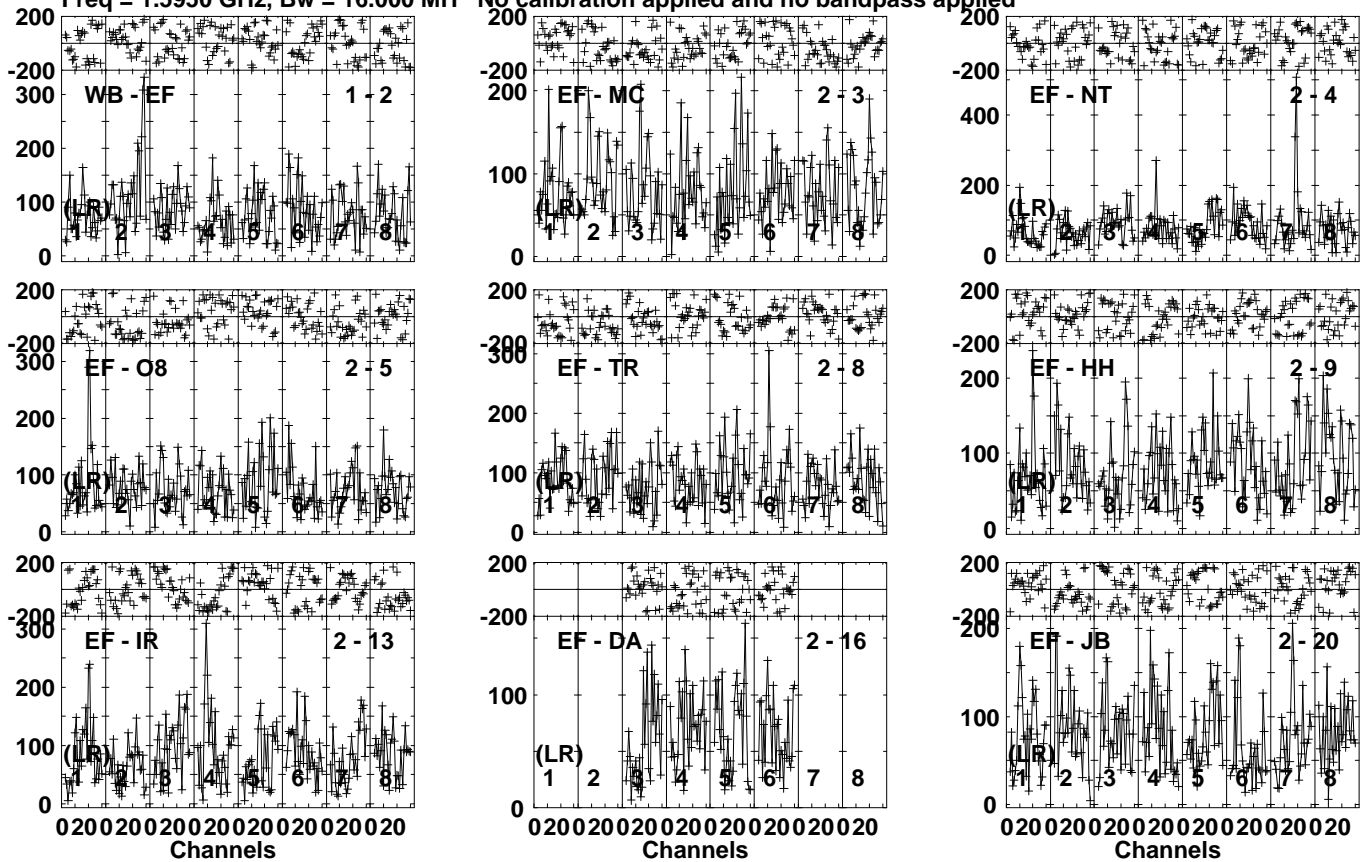 Freq = 1.5950 GHz, Bw = 16.000 MH No calibration applied and no bandpass applied
200 200 200
-200 -200 -200
WB - EF 1 - 2 EF - MC 2 - 3 EF - NT 2 - 4
300 200 400
200 100 200
100 0 0
0
(LR) (LR) (LR)
1 2 3 4 5 6 7 8 1 2 3 4 5 6 7 8 1 2 3 4 5 6 7 8
200 200 200
-200 -200 -200
EF - O8 2 - 5 EF - TR 2 - 8 EF - HH 2 - 9
300 300 200
200 200 100
100 100 0
0 0
(LR) (LR) (LR)
1 2 3 4 5 6 7 8 1 2 3 4 5 6 7 8 1 2 3 4 5 6 7 8
200 200 200
-200 -200 -200
EF - IR 2 - 13 EF - DA 2 - 16 EF - JB 2 - 20
300 100 200
200 0 100
100 0
0
(LR) (LR) (LR)
1 2 3 4 5 6 7 8 1 2 3 4 5 6 7 8 1 2 3 4 5 6 7 8
0 20 0 20 0 20 0 20 0 20 0 20 0 20 0 20 0 20 0 20 0 20 0 20 0 20 0 20 0 20 0 20 0 20 0 20 0 20 0 20 0 20 0 20 0 20 0 20
Channels Channels Channels